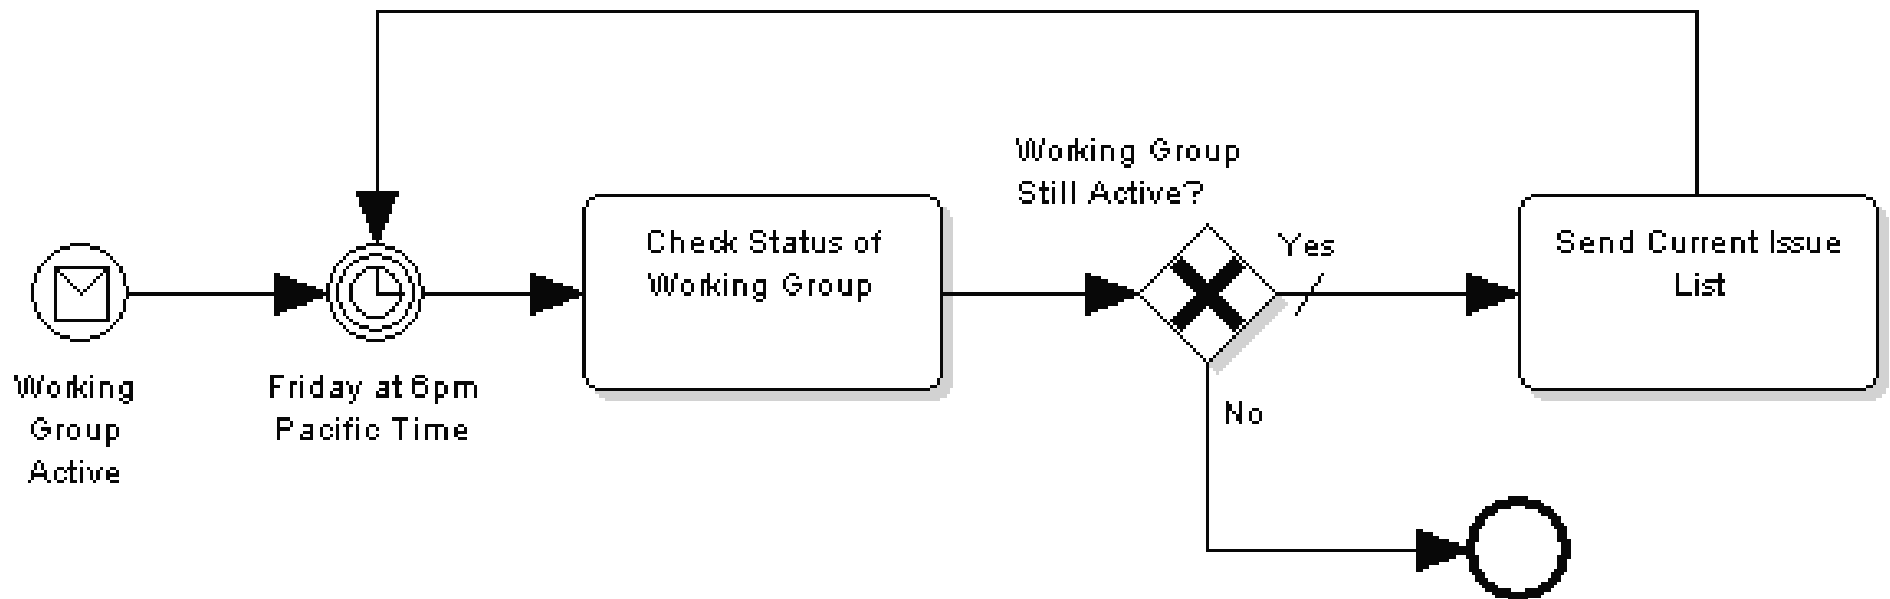 Working
Group
Active
Friday at 6pm
Pacific Time
Check Status of
Working Group
Working Group
Still Active?
Yes
No
Send Current Issue
List